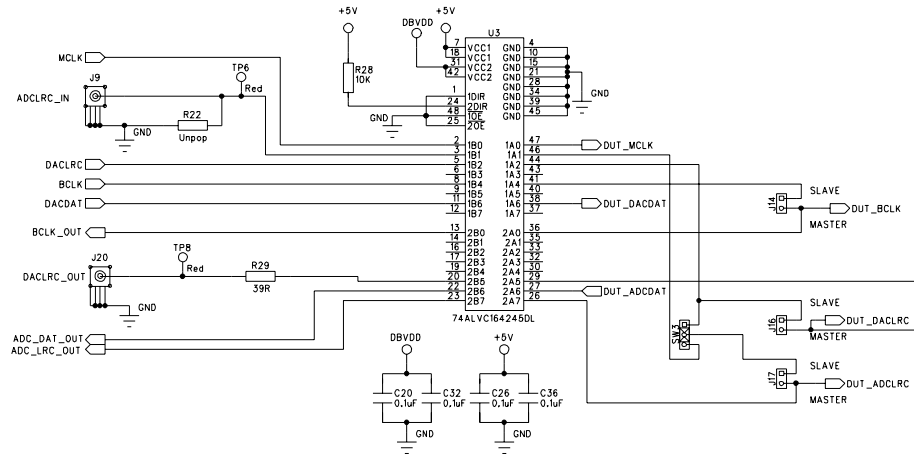 +5V
DBVDD
+5V
U3
MCLK
7 VCC1 GND 4
18 VCC1 GND 10
31 VCC2 GND 15
42 VCC2 GND 21
GND 28
GND 34
GND 39
GND 45
GND
R28
10K
1 1DIR
24 2DIR
48 1OE
25 2OE
GND
J9
TP6
Red
ADCLRC_IN
R22
GND
Unpop
2 1B0 1A0 47 DUT_MCLK
3 1B1 1A1 46
DACLRC 5 1B2 1A2 44
6 1B3 1A3 43
BCLK 8 1B4 1A4 41
9 1B5 1A5 40
DACDAT 11 1B6 1A6 38 DUT_DACDAT
12 1B7 1A7 37
SLAVE
J14
DUT_BCLK
MASTER
BCLK_OUT 13 2B0 2A0 36
14 2B1 2A1 35
16 2B2 2A2 33
17 2B3 2A3 32
19 2B4 2A4 30
20 2B5 2A5 29
22 2B6 2A6 27 DUT_ADCDAT
23 2B7 2A7 26
74ALVC164245DL
J20
TP8
Red
R29
39R
DACLRC_OUT
GND
ADC_DAT_OUT
ADC_LRC_OUT
SW3
SLAVE
J16
DUT_DACLRC
MASTER
SLAVE
J17
DUT_ADCLRC
MASTER
DBVDD
+5V
C20
0.1uF
C32
0.1uF
C26
0.1uF
C36
0.1uF
GND
GND